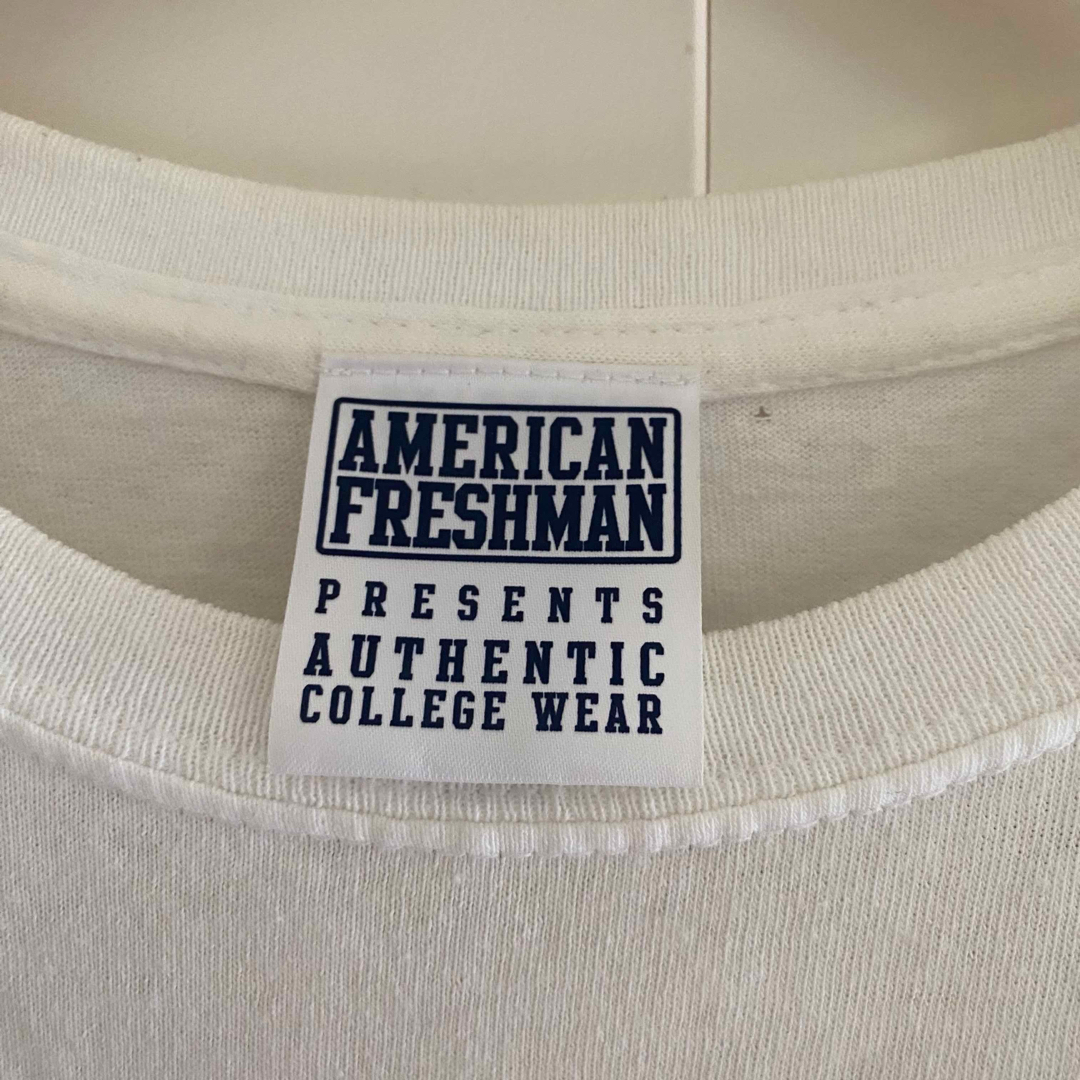 AMERICAN
FRESHMAN
PRESENTS
AUTHENTIC
COLLEGE WEAR